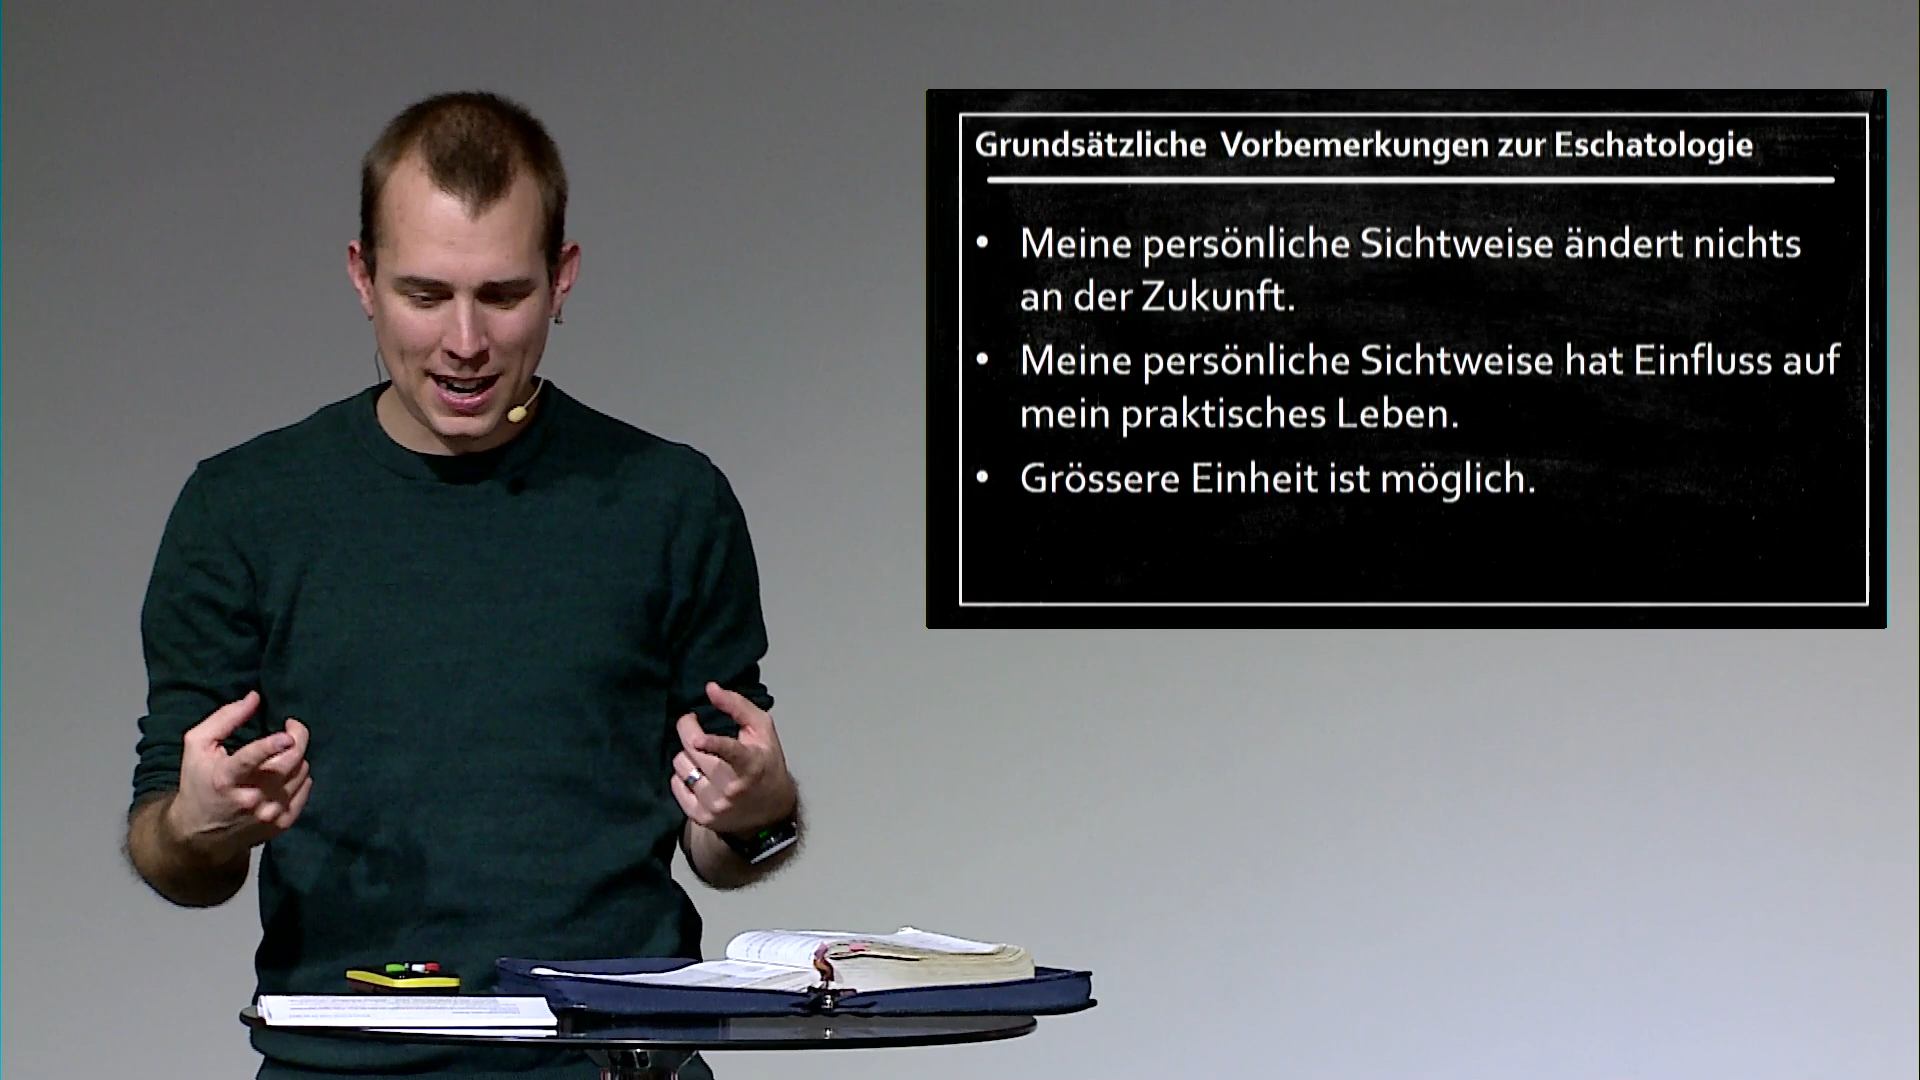 Grundsätzliche Vorbemerkungen zur Eschatologie
• Meine persönliche Sichtweise ändert nichts
an der Zukunft.
• Meine persönliche Sichtweise hat Einfluss auf
mein praktisches Leben.
• Grössere Einheit ist möglich.